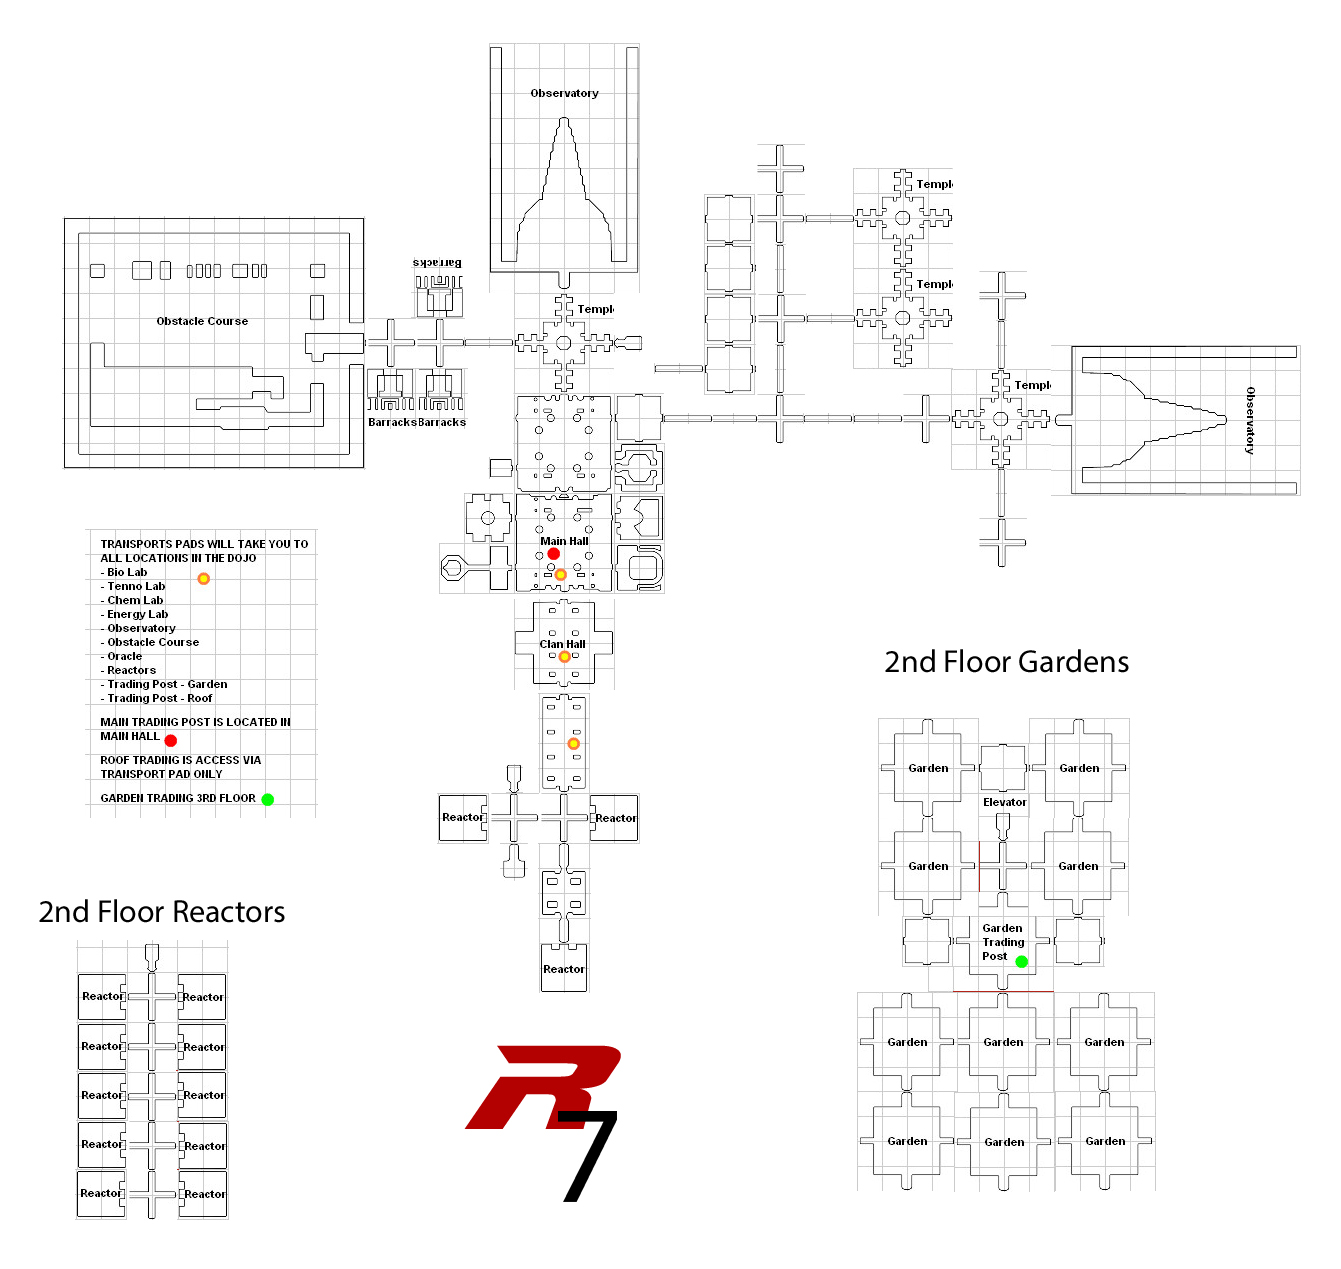 Observatory
Templ
Barracks
Templ
Obstacle Course
Templ
Templ
Observatory
Barracks
Barracks
Main Hall
TRANSPORTS PADS WILL TAKE YOU TO
ALL LOCATIONS IN THE DOJO
- Bio Lab
- Tenno Lab
- Chem Lab
- Energy Lab
- Observatory
- Obstacle Course
- Oracle
- Reactors
- Trading Post - Garden
- Trading Post - Roof
MAIN TRADING POST IS LOCATED IN
MAIN HALL
ROOF TRADING IS ACCESS VIA
TRANSPORT PAD ONLY
GARDEN TRADING 3RD FLOOR
Clan Hall
Reactor
Reactor
Reactor
2nd Floor Gardens
Garden
Garden
Elevator
Garden
Garden
Garden
Trading
Post
Garden
Garden
Garden
Garden
Garden
Garden
2nd Floor Reactors
Reactor
Reactor
Reactor
Reactor
Reactor
Reactor
Reactor
Reactor
Reactor
Reactor
R
7